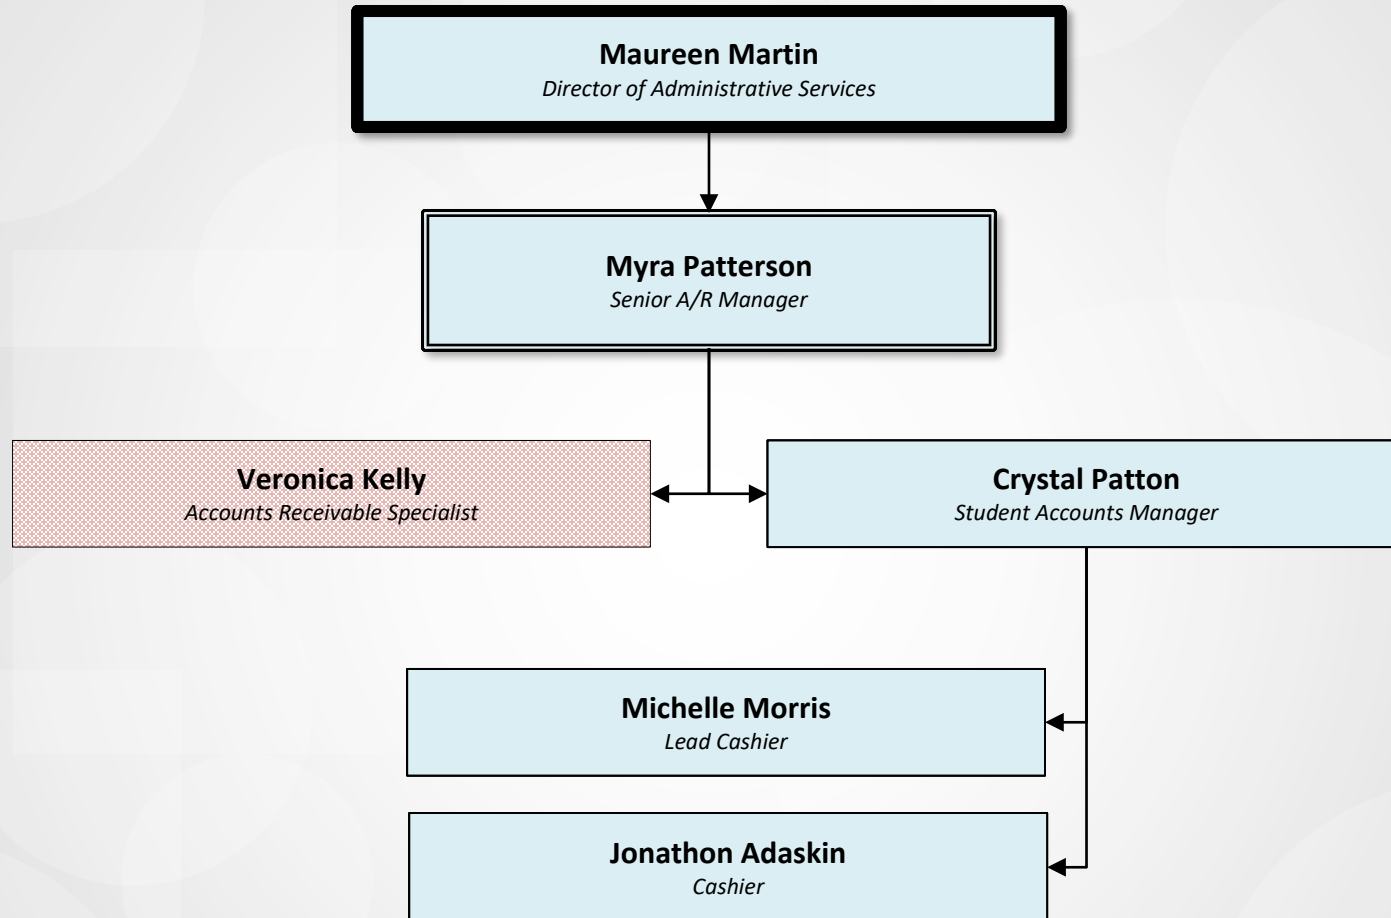 Maureen Martin
Director of Administrative Services
Myra Patterson
Senior A/R Manager
Veronica Kelly
Accounts Receivable Specialist
Crystal Patton
Student Accounts Manager
Michelle Morris
Lead Cashier
Jonathon Adaskin
Cashier